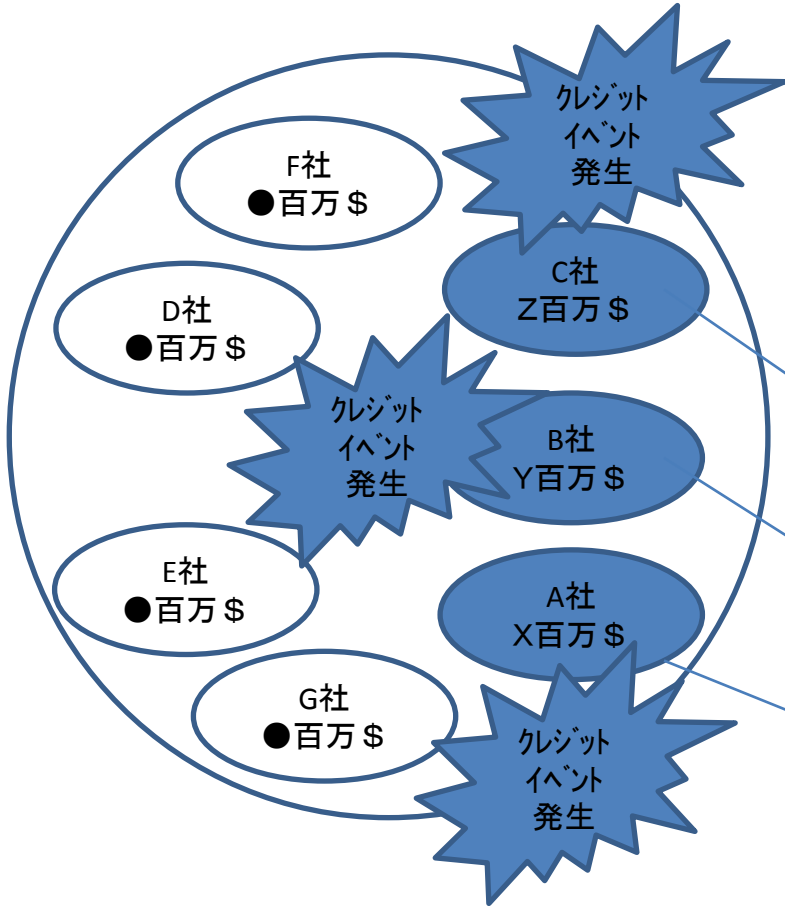 クレジット
イベント
発生
F社
●百万＄
C社
Z百万＄
D社
●百万＄
クレジット
イベント
発生
B社
Y百万＄
E社
●百万＄
A社
X百万＄
G社
●百万＄
クレジット
イベント
発生